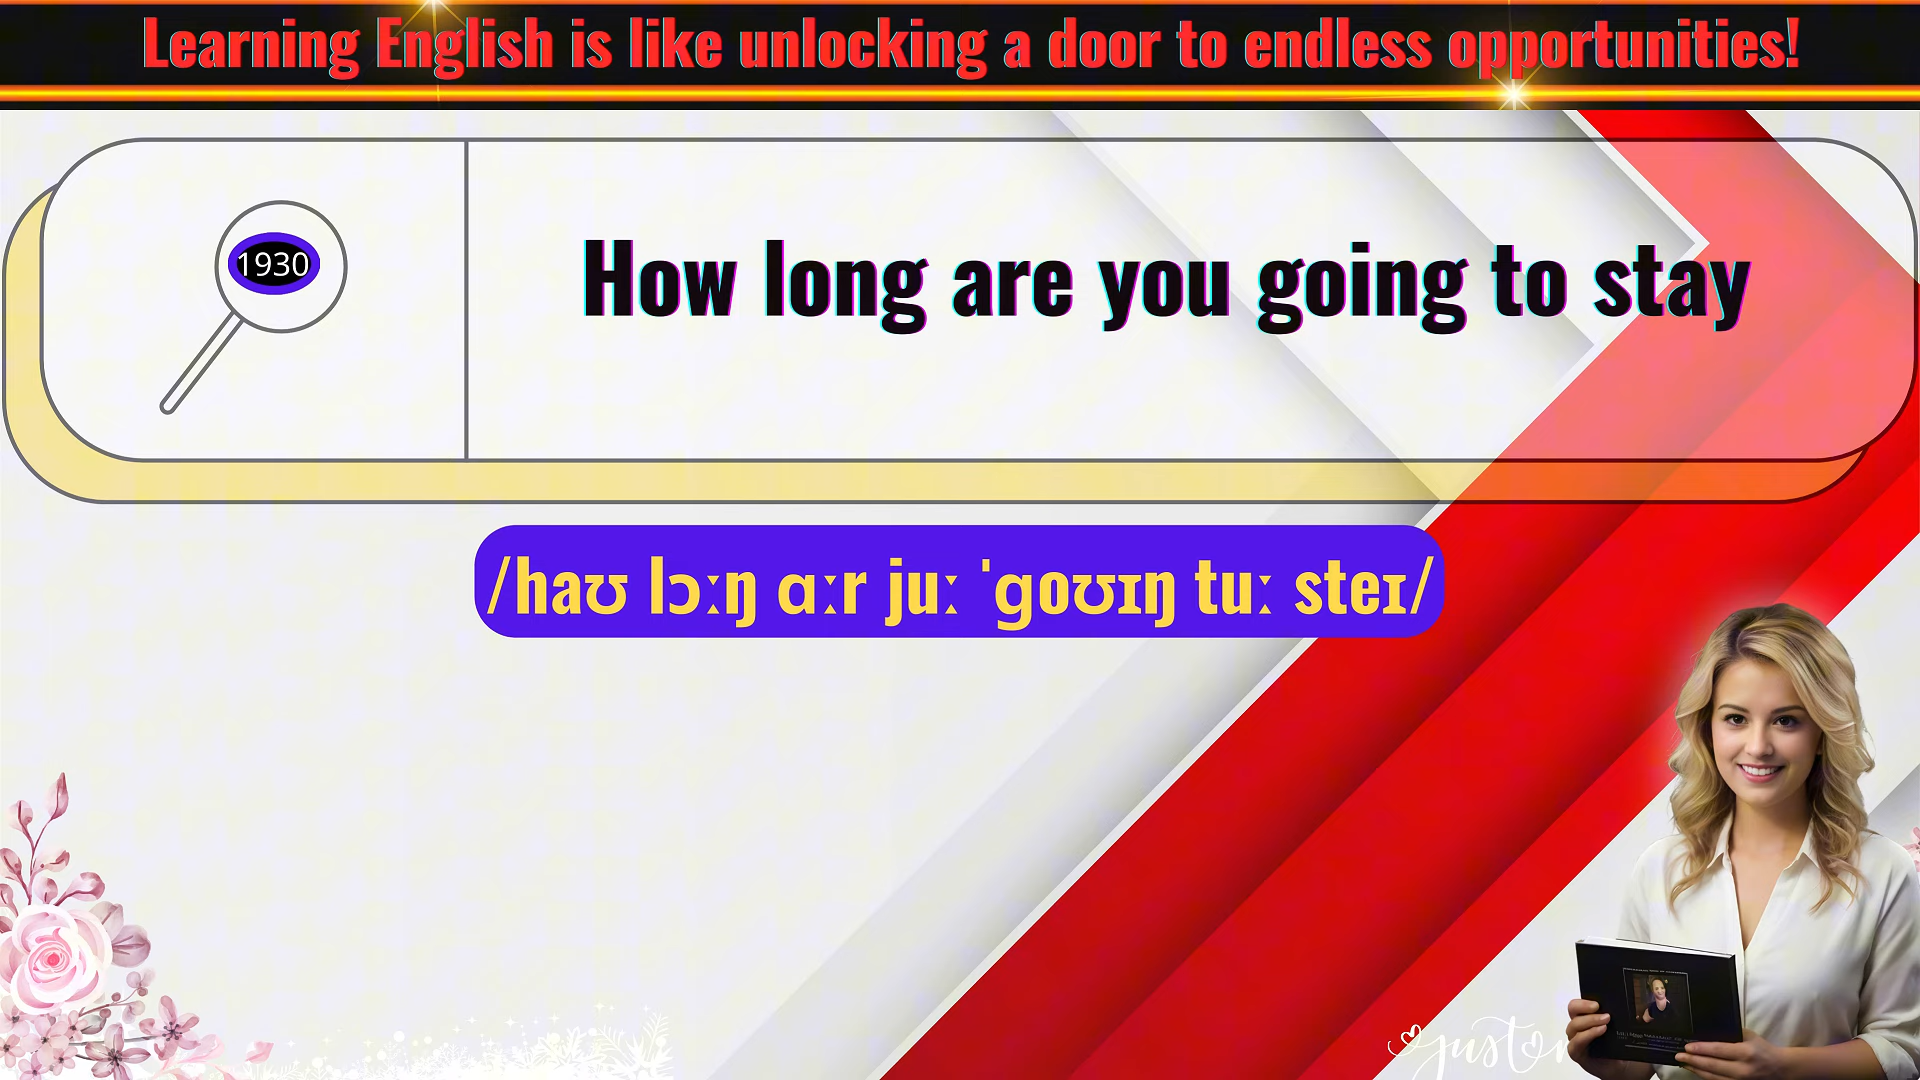 Learning English is like unlocking a door to endless opportunities!
1930
How long are you going to stay
/haʊ lɔːŋ ɑːr juː ˈɡoʊɪŋ tuː steɪ/